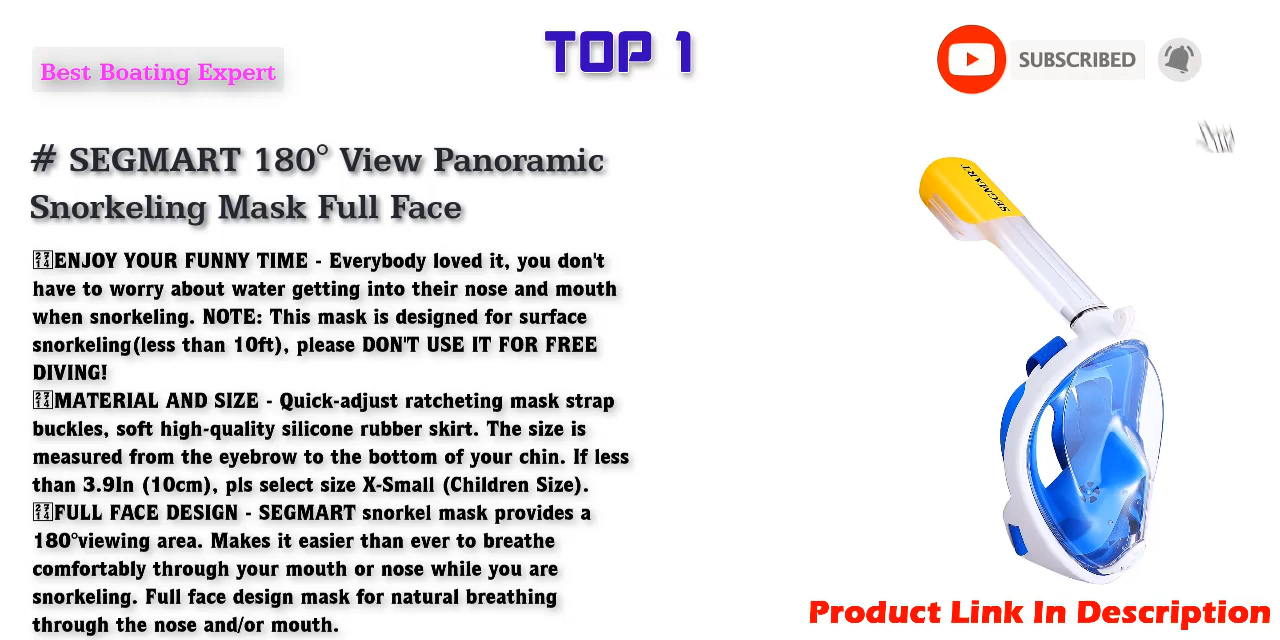 TOP 1
Best Boating Expert
SUBSCRIBED
# SEGMART 180° View Panoramic
Snorkeling Mask Full Face
SEGMART
ENJOY YOUR FUNNY TIME - Everybody loved it, you don't
have to worry about water getting into their nose and mouth
when snorkeling. NOTE: This mask is designed for surface
snorkeling(less than 10ft), please DON'T USE IT FOR FREE
DIVING!
MATERIAL AND SIZE - Quick-adjust ratcheting mask strap
buckles, soft high-quality silicone rubber skirt. The size is
measured from the eyebrow to the bottom of your chin. If less
than 3.9In (10cm), pls select size X-Small (Children Size).
FULL FACE DESIGN - SEGMART snorkel mask provides a
180°viewing area. Makes it easier than ever to breathe
comfortably through your mouth or nose while you are
snorkeling. Full face design mask for natural breathing
through the nose and/or mouth.
Product Link In Description